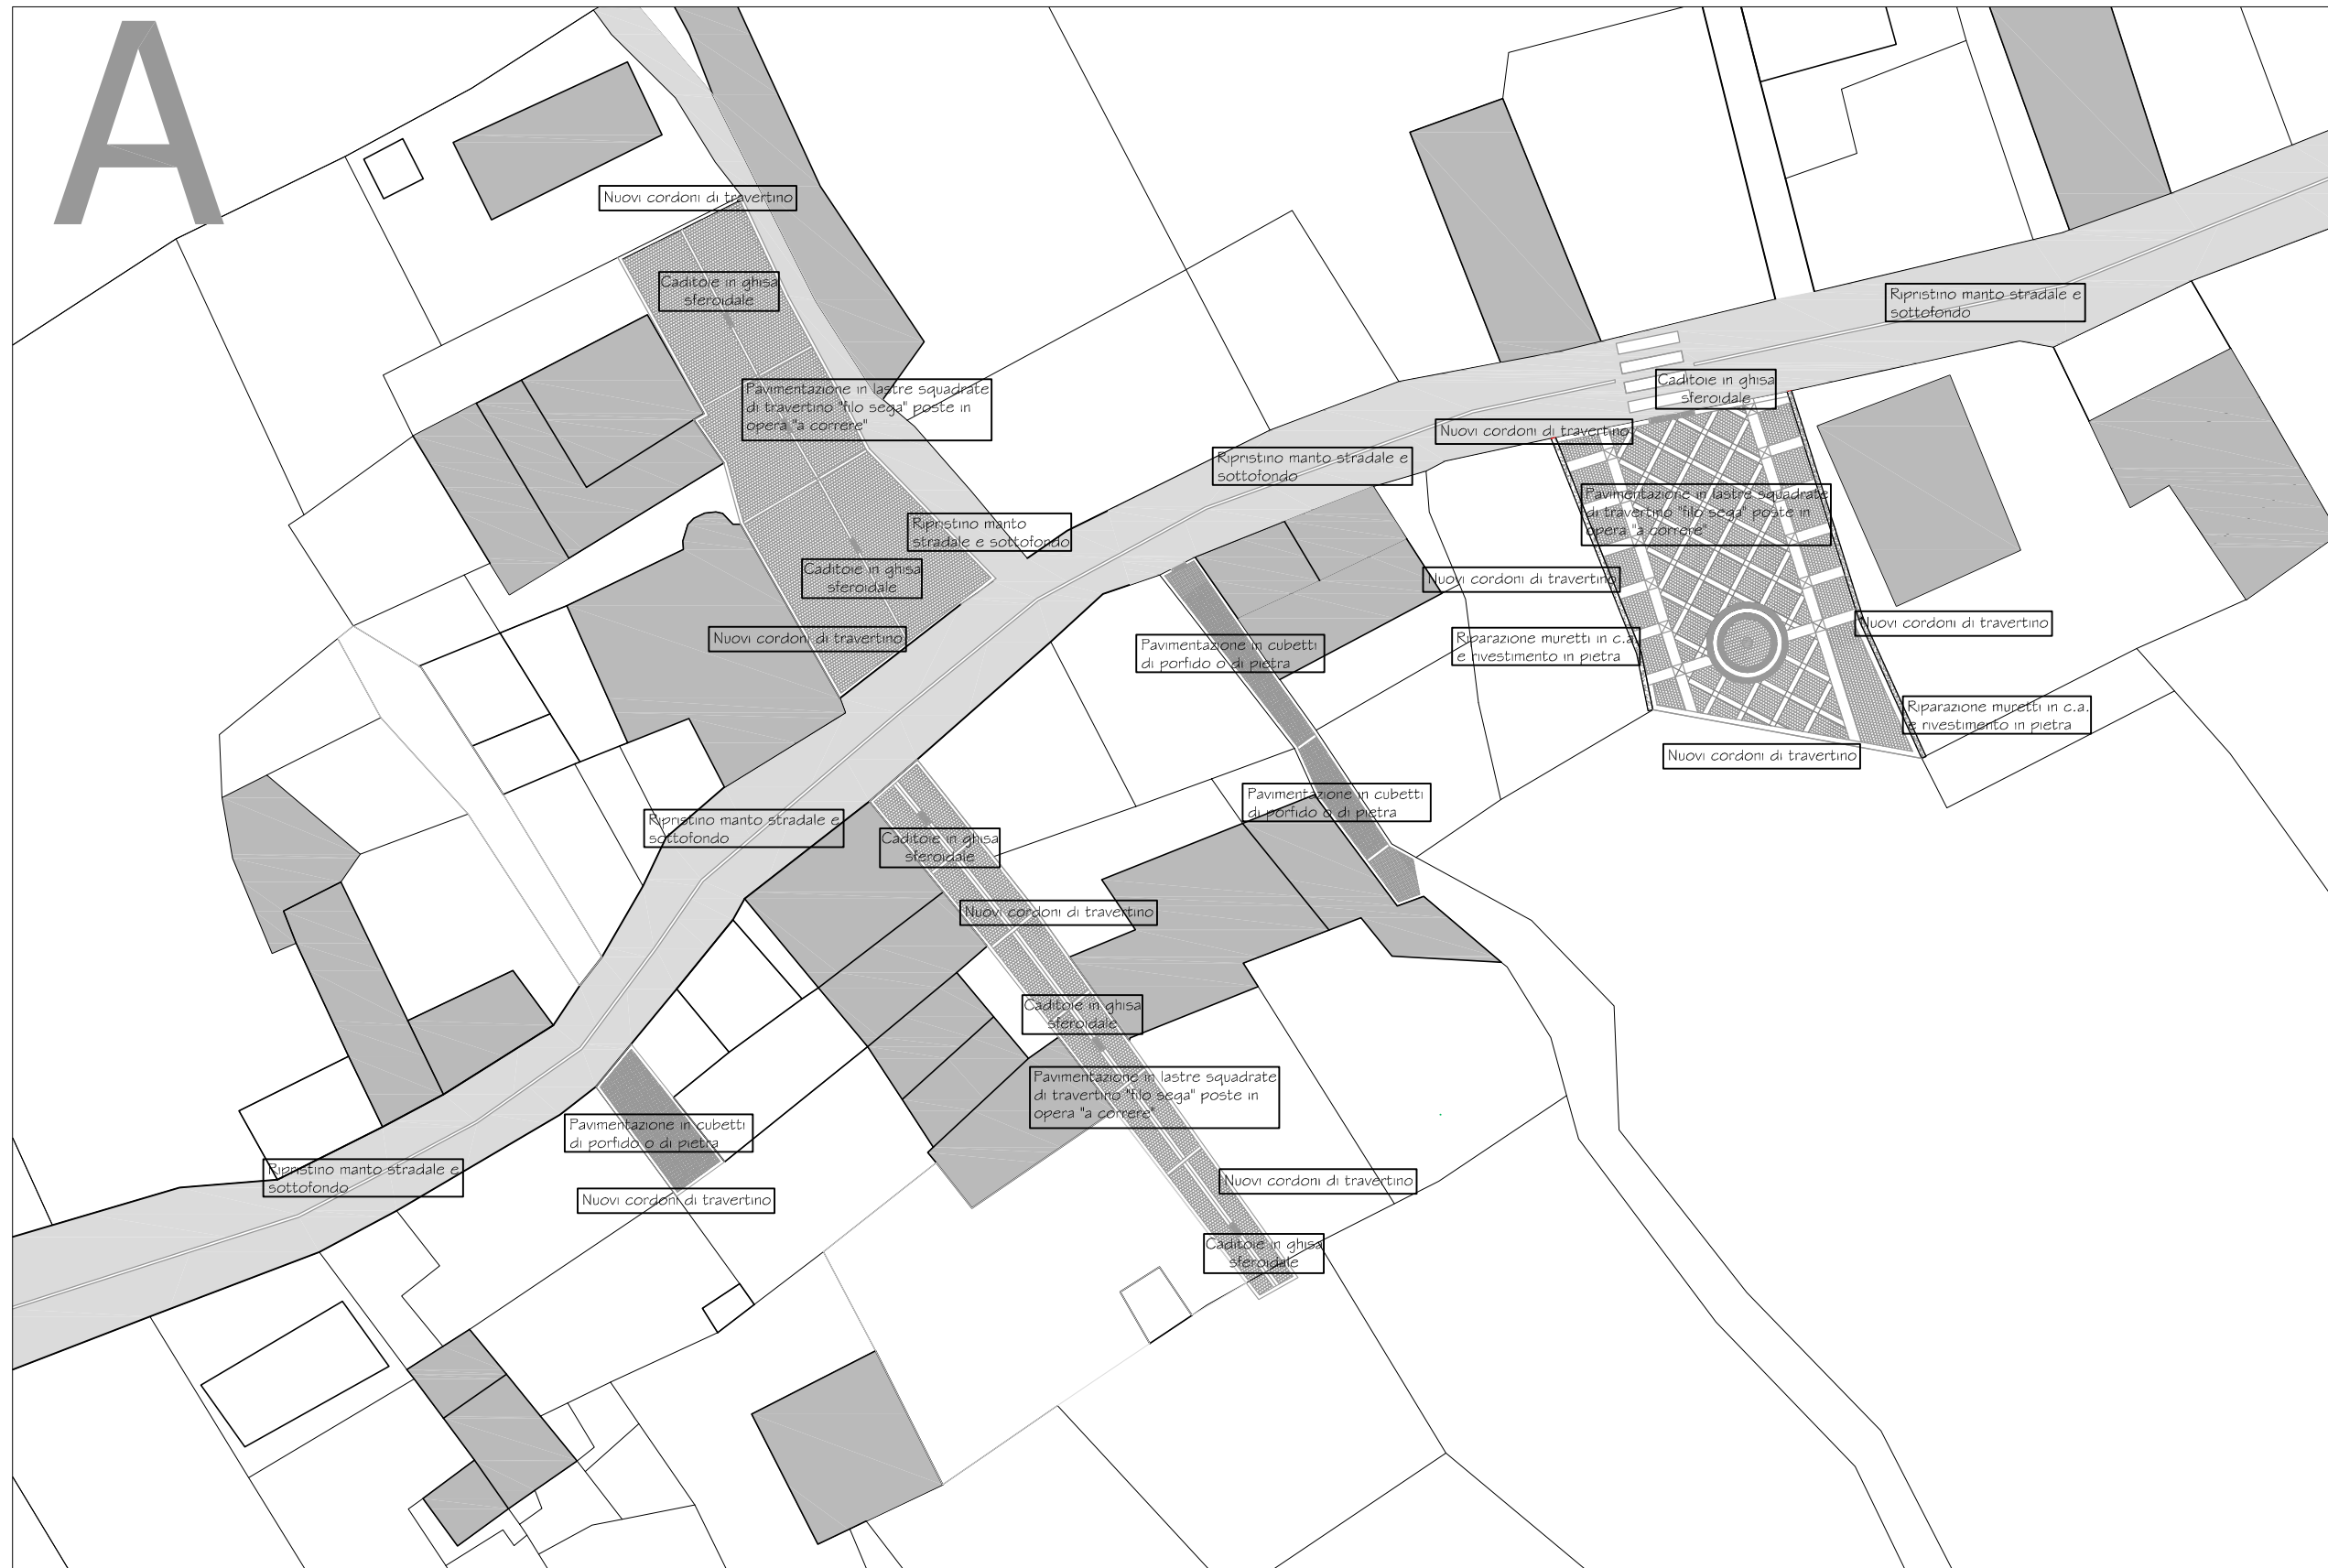 A
Nuovi cordoni di travertino
Caditoie in ghisa
sferoidale
Ripristino manto stradale e
sottofondo
Caditoie in ghisa
sferoidale
Pavimentazione in lastre squadrate
di travertino "filo sega" poste in
opera "a correre"
Nuovi cordoni di travertino
Ripristino manto stradale e
sottofondo
Pavimentazione in lastre squadrate
di travertino "filo sega" poste in
opera "a correre"
Ripristino manto
stradale e sottofondo
Caditoie in ghisa
sferoidale
Nuovi cordoni di travertino
Nuovi cordoni di travertino
Nuovi cordoni di travertino
Pavimentazione in cubetti
di porfido o di pietra
Riparazione muretti in c.a.
e rivestimento in pietra
Riparazione muretti in c.a.
e rivestimento in pietra
Nuovi cordoni di travertino
Pavimentazione in cubetti
di porfido o di pietra
Ripristino manto stradale e
sottofondo
Caditoie in ghisa
sferoidale
Nuovi cordoni di travertino
Caditoie in ghisa
sferoidale
Pavimentazione in lastre squadrate
di travertino "filo sega" poste in
opera "a correre"
Pavimentazione in cubetti
di porfido o di pietra
Ripristino manto stradale e
sottofondo
Nuovi cordoni di travertino
Nuovi cordoni di travertino
Caditoie in ghisa
sferoidale